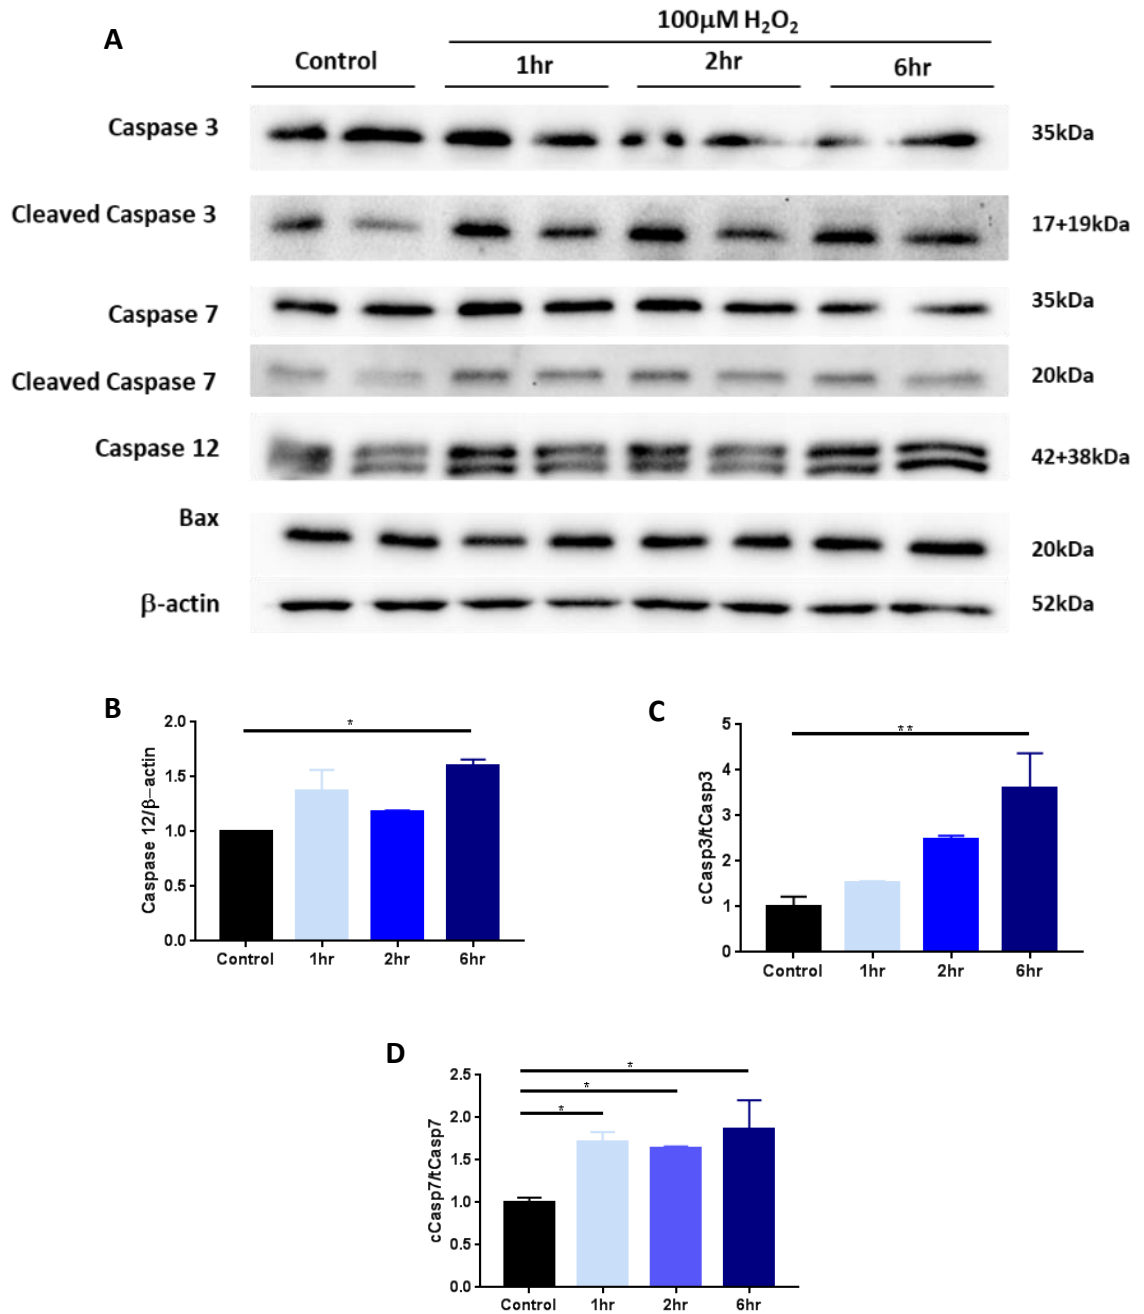 A
100μM H₂O₂
Control
1hr
2hr
6hr
Caspase 3
35kDa
Cleaved Caspase 3
17+19kDa
Caspase 7
35kDa
Cleaved Caspase 7
20kDa
Caspase 12
42+38kDa
Bax
20kDa
β-actin
52kDa
B
Caspase 12/β−actin
2.0
1.5
1.0
0.5
0.0
*
Control
1hr
2hr
6hr
C
cCasp3/tCasp3
5
4
3
2
1
0
**
Control
1hr
2hr
6hr
D
cCasp7/tCasp7
2.5
2.0
1.5
1.0
0.5
0.0
*
*
*
Control
1hr
2hr
6hr